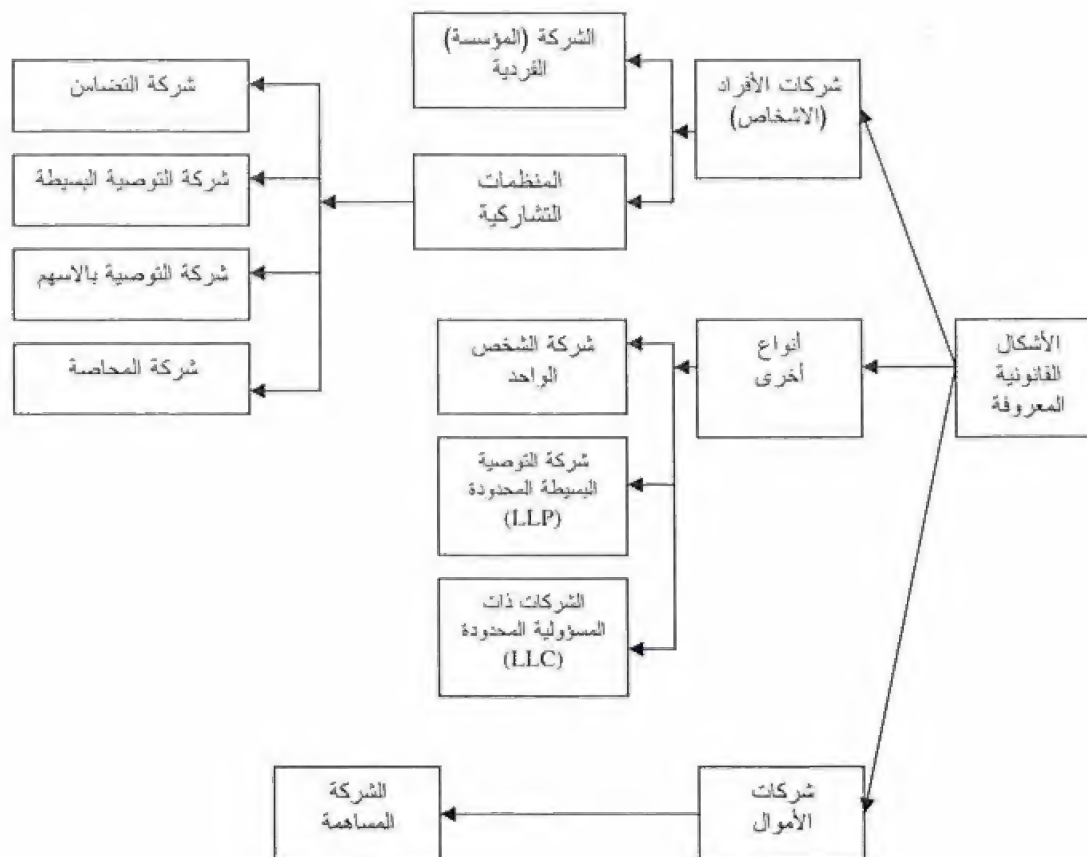 الأشكال
القانونية
المعروفة
شركات الأفراد
(الاشخاص)
الشركة (المؤسسة)
الفردية
المنظمات
التشاركية
شركة التضامن
شركة التوصية البسيطة
شركة التوصية بالاسهم
شركة المحاصة
أنواع
أخرى
شركة الشخص
الواحد
شركة التوصية
البسيطة المحدودة
(LLP)
الشركات ذات
المسؤولية المحدودة
(LLC)
شركات
الأموال
الشركة
المساهمة